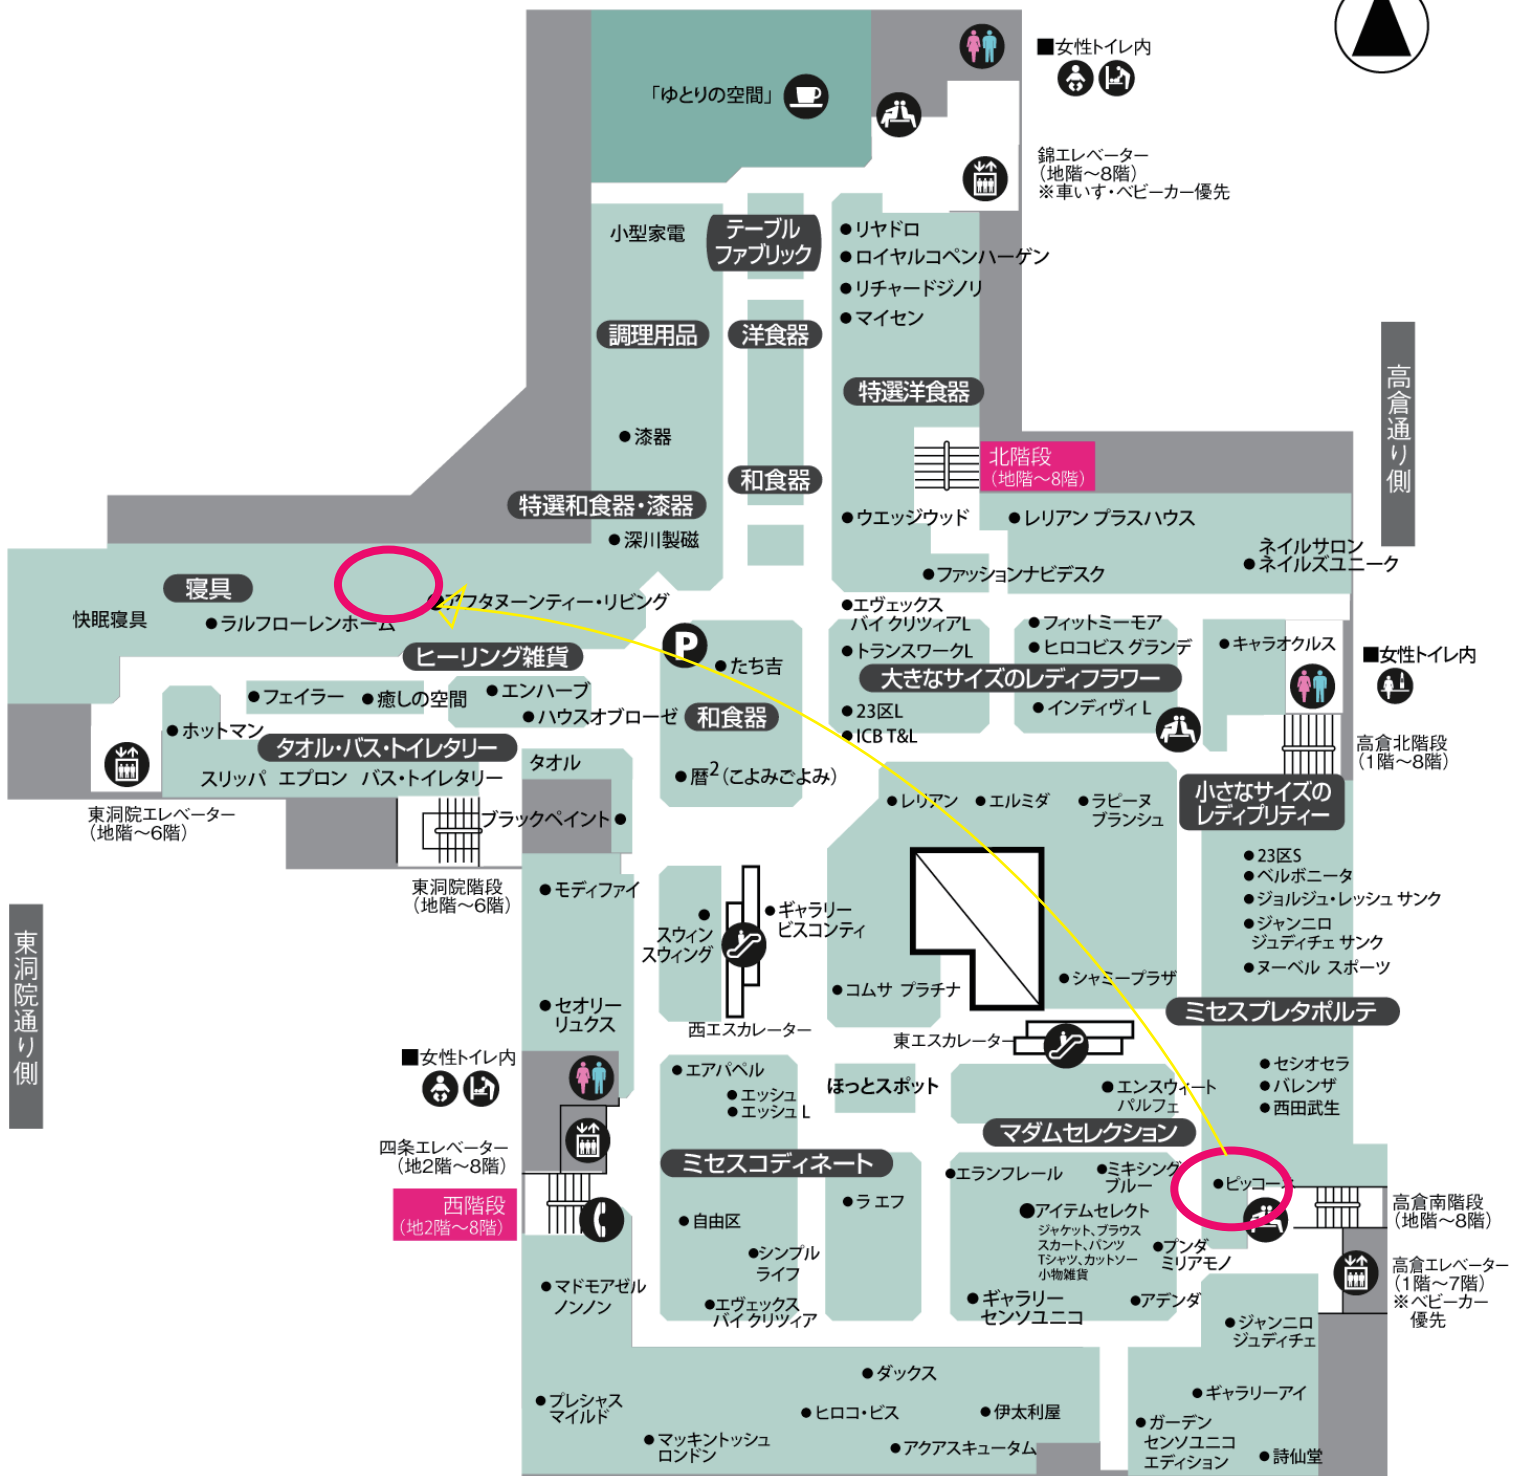 ■女性トイレ内
「ゆとりの空間」
錦エレベーター
（地階～8階）
※車いす・ベビーカー優先
小型家電
テーブル
ファブリック
●リヤドロ
●ロイヤルコペンハーゲン
●リチャードジノリ
●マイセン
調理用品
洋食器
特選洋食器
高倉通り側
●漆器
北階段
（地階～8階）
和食器
特選和食器・漆器
●深川製磁
●ウエッジウッド
●レリアン プラスハウス
ネイルサロン
●ネイルズユニーク
●ファッションナビデスク
寝具
快眠寝具
●ラルフローレンホーム
●アフタヌーンティー・リビング
●エヴェックス
バイ クリツィアL
●トランスワークL
●フィットミーモア
●ヒロコビス グランデ
●キャラオクルス
■女性トイレ内
ヒーリング雑貨
P
●たち吉
大きなサイズのレディフラワー
●フェイラー
●癒しの空間
●エンハーブ
●ハウスオブローゼ
和食器
●23区L
●ICB T&L
●インディヴィ L
●ホットマン
タオル・バス・トイレタリー
スリッパ エプロン バス・トイレタリー
タオル
●暦2（こよみごよみ）
高倉北階段
（1階～8階）
東洞院エレベーター
（地階～6階）
ブラックペイント●
●レリアン
●エルミダ
●ラピーヌ
ブランシュ
小さなサイズの
レディプリティー
東洞院階段
（地階～6階）
●モディファイ
●23区S
●ベルボニータ
●ジョルジュ・レッシュ サンク
●ジャンニロ
ジュディチェ サンク
●ヌーベル スポーツ
東洞院通り側
●
スウィン
スウィング
●ギャラリー
ビスコンティ
●セオリー
リュクス
●コムサ プラチナ
●シャミープラザ
ミセスプレタポルテ
西エスカレーター
東エスカレーター
■女性トイレ内
●エアパペル
●エッシュ
●エッシュ L
ほっとスポット
●エンスウィート
パルフェ
●セシオセラ
●バレンザ
●西田武生
マダムセレクション
四条エレベーター
（地2階～8階）
ミセスコディネート
●エランフレール
●ミキシング
ブルー
●ピッコーネ
西階段
（地2階～8階）
●自由区
●ラ エフ
●アイテムセレクト
ジャケット、ブラウス
スカート、パンツ
Tシャツ、カットソー
小物雑貨
高倉南階段
（地階～8階）
●シンプル
ライフ
●プンダ
ミリアモノ
高倉エレベーター
（1階～7階）
※ベビーカー
優先
●マドモアゼル
ノンノン
●エヴェックス
バイ クリツィア
●ギャラリー
センソユニコ
●アデンダ
●ジャンニロ
ジュディチェ
●ダックス
●プレシャス
マイルド
●ヒロコ・ビス
●伊太利屋
●ギャラリーアイ
●マッキントッシュ
ロンドン
●アクアスキュータム
●ガーデン
センソユニコ
エディション
●詩仙堂